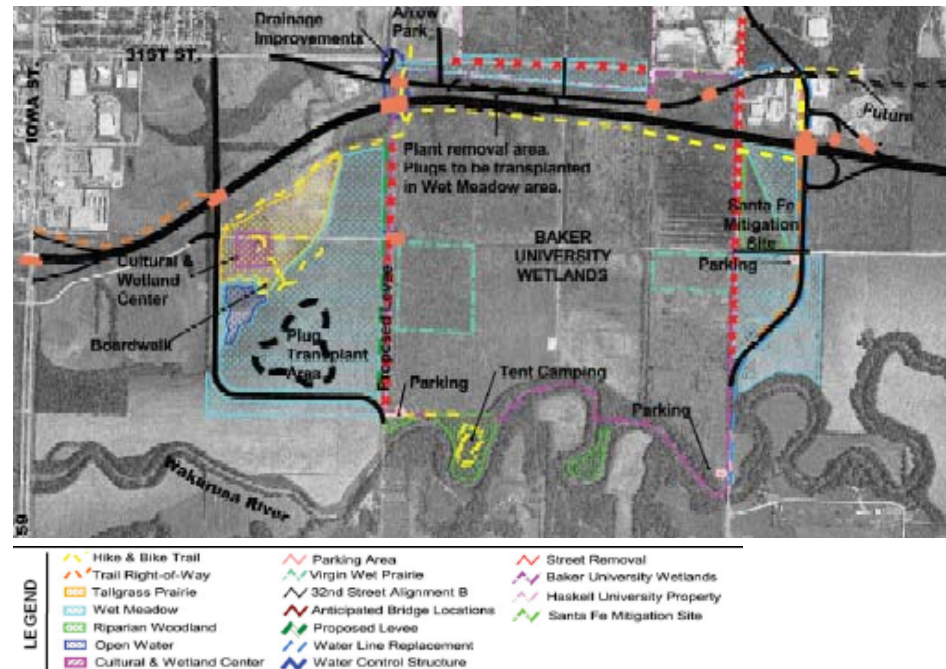 Drainage
Improvements
Arrow
Park
31ST ST.
IOWA ST.
Future
Plant removal area.
Plugs to be transplanted
in Wet Meadow area.
Santa Fe
Mitigation
Site
BAKER
UNIVERSITY
WETLANDS
Cultural &
Wetland
Center
Parking
Boardwalk
Plug
Transplant
Area
Proposed Levee
Parking
Tent Camping
Parking
Wakarusa River
59
LEGEND
Hike & Bike Trail
Trail Right-of-Way
Tallgrass Prairie
Wet Meadow
Riparian Woodland
Open Water
Cultural & Wetland Center
Parking Area
Virgin Wet Prairie
32nd Street Alignment B
Anticipated Bridge Locations
Proposed Levee
Water Line Replacement
Water Control Structure
Street Removal
Baker University Wetlands
Haskell University Property
Santa Fe Mitigation Site